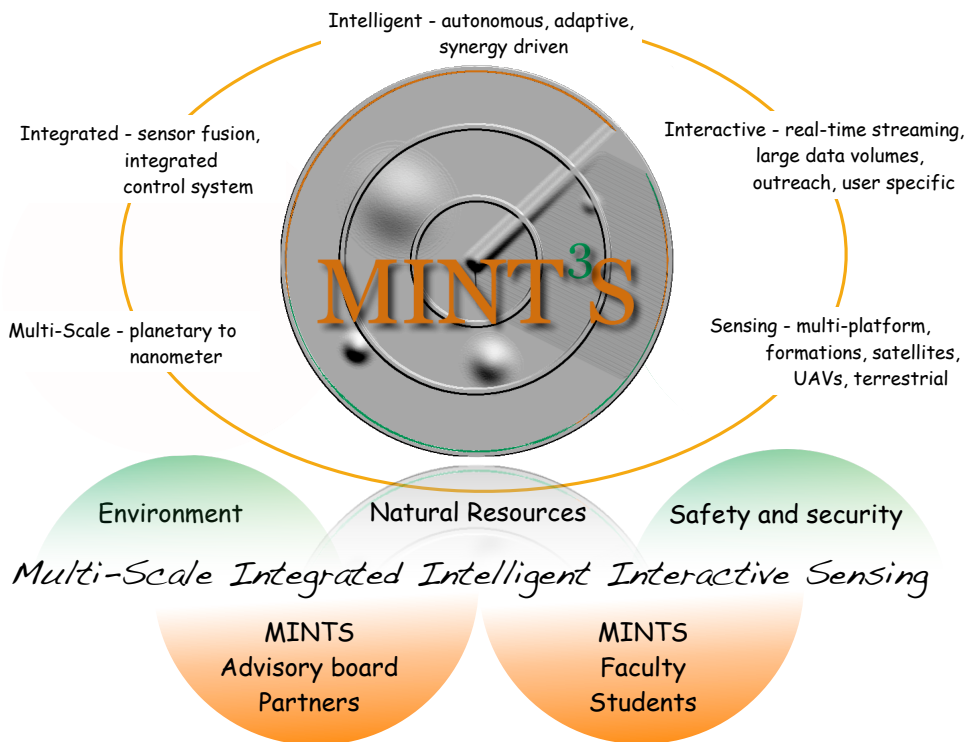 Intelligent - autonomous, adaptive,
synergy driven
Integrated - sensor fusion,
integrated
control system
Interactive - real-time streaming,
large data volumes,
outreach, user specific
MINT3S
Multi-Scale - planetary to
nanometer
Sensing - multi-platform,
formations, satellites,
UAVs, terrestrial
Environment
Natural Resources
Safety and security
Multi-Scale Integrated Intelligent Interactive Sensing
MINTS
Advisory board
Partners
MINTS
Faculty
Students